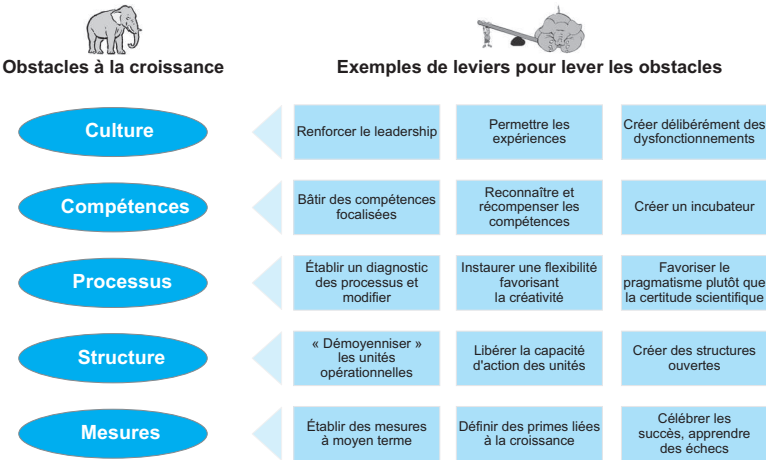 Obstacles à la croissance
Exemples de leviers pour lever les obstacles
Culture
Renforcer le leadership
Permettre les
expériences
Créer délibérément des
dysfonctionnements
Compétences
Bâtir des compétences
focalisées
Reconnaître et
récompenser les
compétences
Créer un incubateur
Processus
Établir un diagnostic
des processus et
modifier
Instaurer une flexibilité
favorisant
la créativité
Favoriser le
pragmatisme plutôt que
la certitude scientifique
Structure
« Démoyenniser »
les unités
opérationnelles
Libérer la capacité
d'action des unités
Créer des structures
ouvertes
Mesures
Établir des mesures
à moyen terme
Définir des primes liées
à la croissance
Célébrer les
succès, apprendre
des échecs